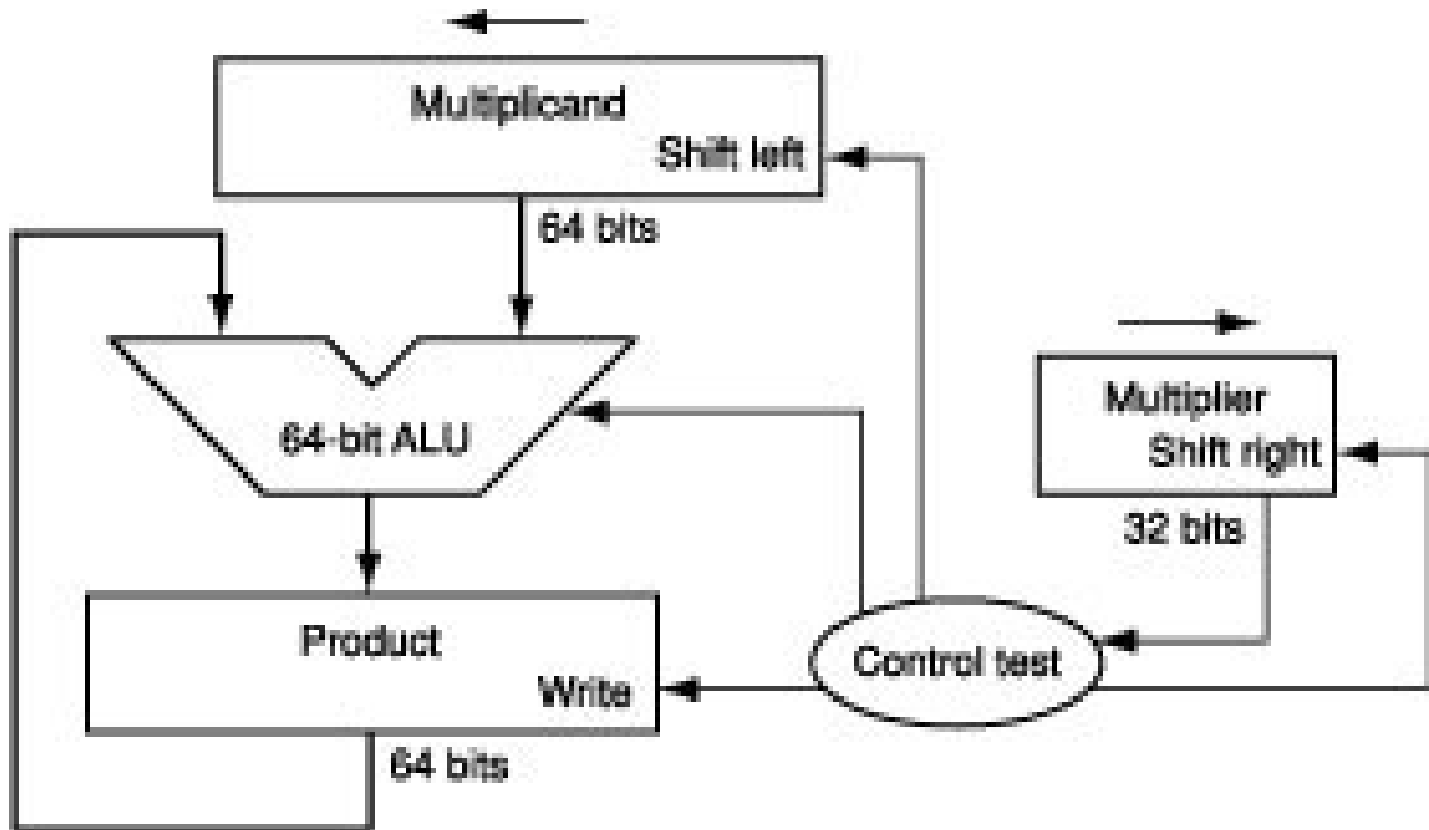 Multiplicand
Shift left
64 bits
64-bit ALU
Multiplier
Shift right
32 bits
Product
Write
Control test
64 bits